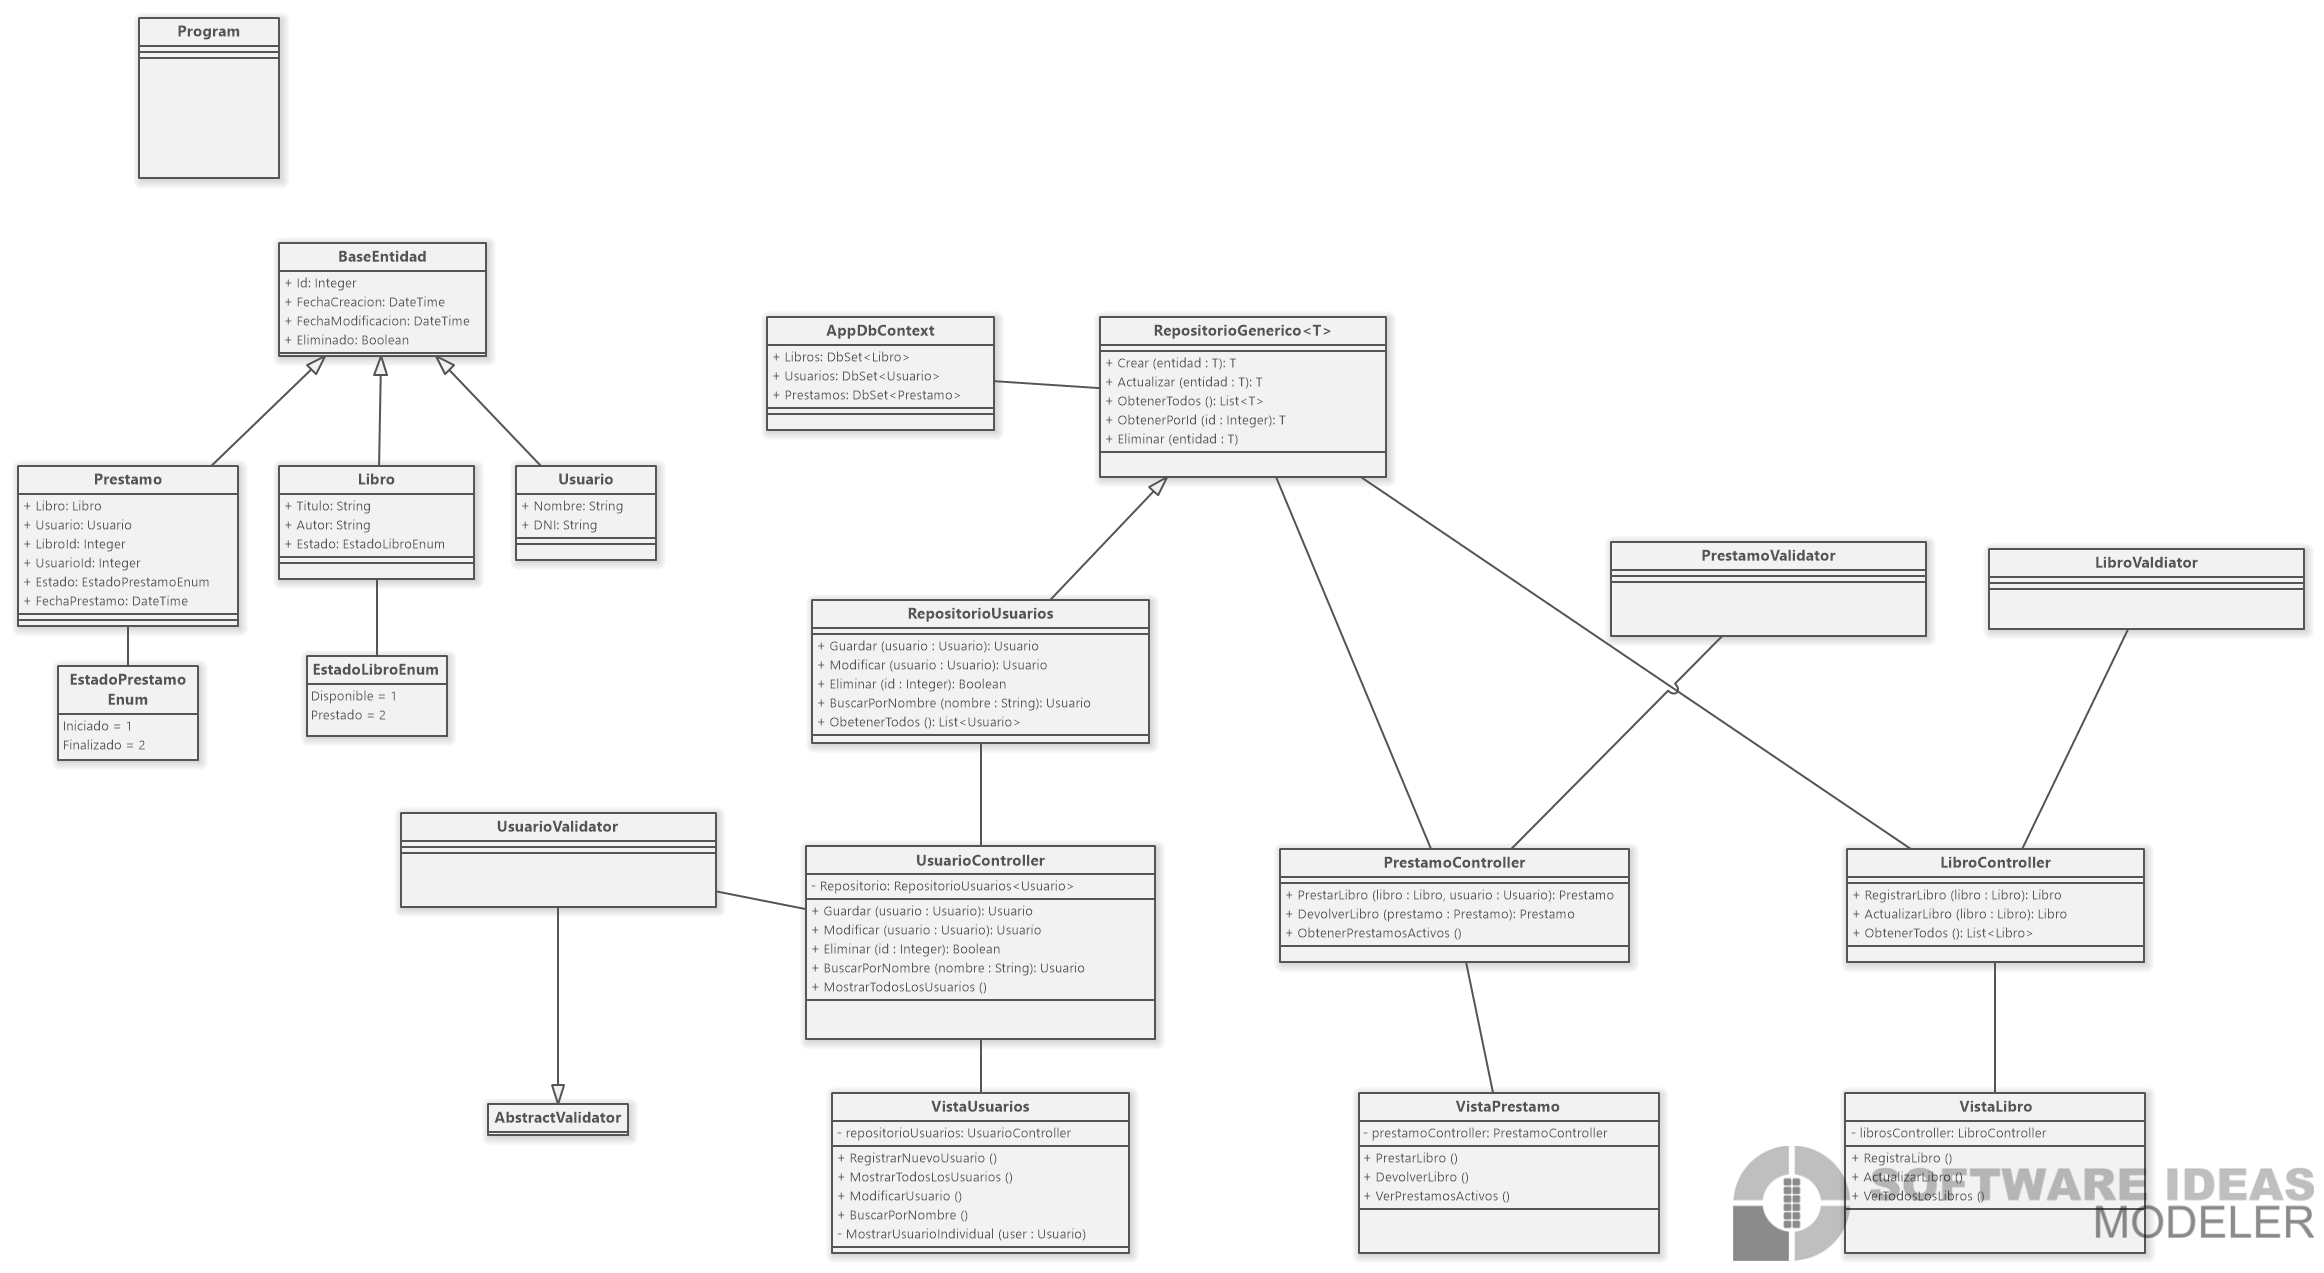 Program
BaseEntidad
+ Id: Integer
+ FechaCreacion: DateTime
+ FechaModificacion: DateTime
+ Eliminado: Boolean
AppDbContext
+ Libros: DbSet<Libro>
+ Usuarios: DbSet<Usuario>
+ Prestamos: DbSet<Prestamo>
RepositorioGenerico<T>
+ Crear (entidad : T): T
+ Actualizar (entidad : T): T
+ ObtenerTodos (): List<T>
+ ObtenerPorId (id : Integer): T
+ Eliminar (entidad : T)
Prestamo
+ Libro: Libro
+ Usuario: Usuario
+ LibroId: Integer
+ UsuarioId: Integer
+ Estado: EstadoPrestamoEnum
+ FechaPrestamo: DateTime
Libro
+ Titulo: String
+ Autor: String
+ Estado: EstadoLibroEnum
Usuario
+ Nombre: String
+ DNI: String
PrestamoValidator
LibroValdiator
RepositorioUsuarios
+ Guardar (usuario : Usuario): Usuario
+ Modificar (usuario : Usuario): Usuario
+ Eliminar (id : Integer): Boolean
+ BuscarPorNombre (nombre : String): Usuario
+ ObetenerTodos (): List<Usuario>
EstadoPrestamo
Enum
Iniciado = 1
Finalizado = 2
EstadoLibroEnum
Disponible = 1
Prestado = 2
UsuarioValidator
UsuarioController
- Repositorio: RepositorioUsuarios<Usuario>
+ Guardar (usuario : Usuario): Usuario
+ Modificar (usuario : Usuario): Usuario
+ Eliminar (id : Integer): Boolean
+ BuscarPorNombre (nombre : String): Usuario
+ MostrarTodosLosUsuarios ()
PrestamoController
+ PrestarLibro (libro : Libro, usuario : Usuario): Prestamo
+ DevolverLibro (prestamo : Prestamo): Prestamo
+ ObtenerPrestamosActivos ()
LibroController
+ RegistrarLibro (libro : Libro): Libro
+ ActualizarLibro (libro : Libro): Libro
+ ObtenerTodos (): List<Libro>
AbstractValidator
VistaUsuarios
- repositorioUsuarios: UsuarioController
+ RegistrarNuevoUsuario ()
+ MostrarTodosLosUsuarios ()
+ ModificarUsuario ()
+ BuscarPorNombre ()
- MostrarUsuarioIndividual (user : Usuario)
VistaPrestamo
- prestamoController: PrestamoController
+ PrestarLibro ()
+ DevolverLibro ()
+ VerPrestamosActivos ()
VistaLibro
- librosController: LibroController
+ RegistraLibro ()
+ ActualizarLibro ()
+ VerTodosLosLibros ()
SOFTWARE IDEAS
MODELER